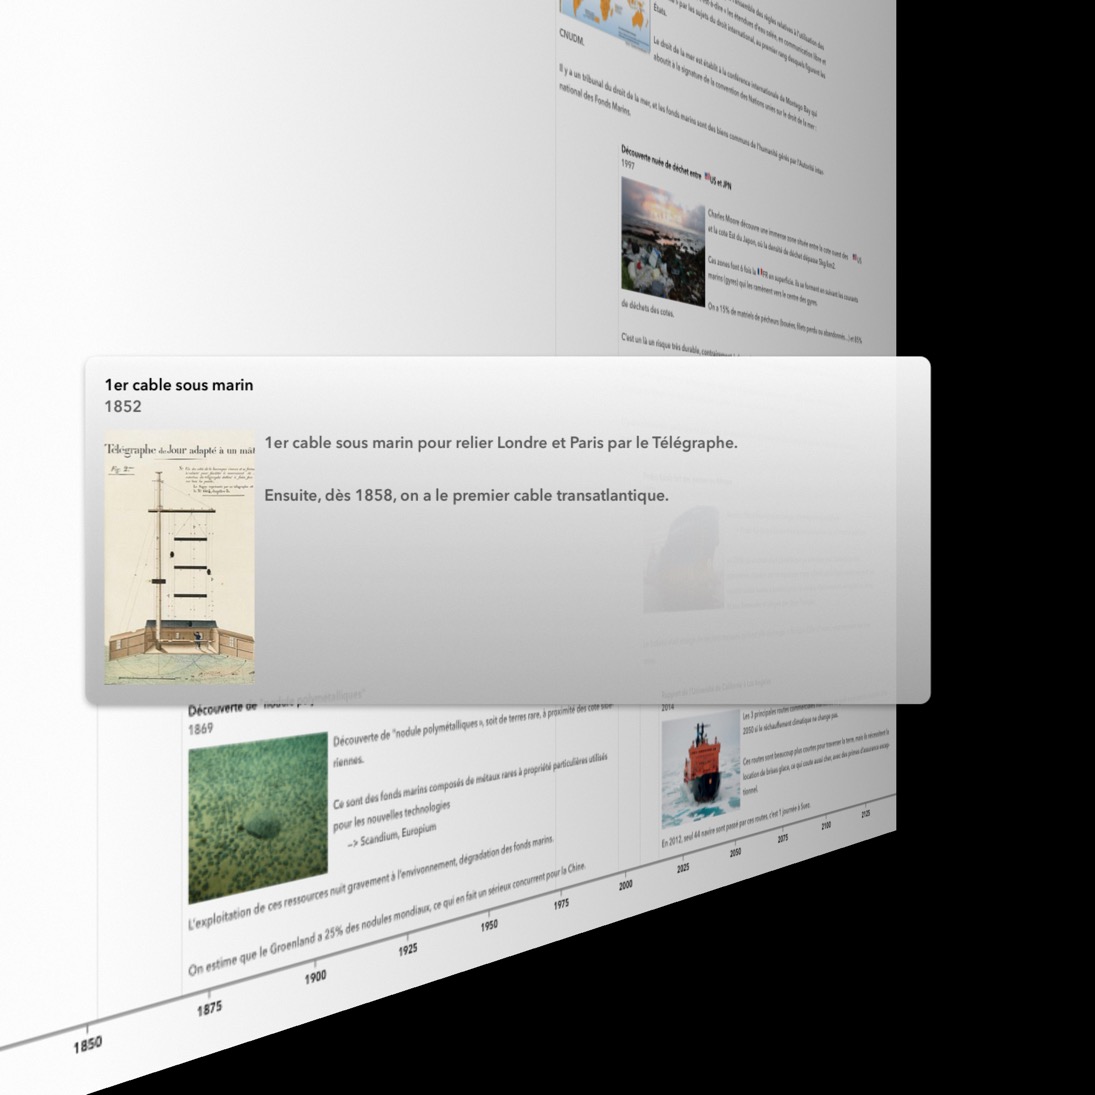 CNUDM.
États.
Le droit de la mer est établit à la conférence internationale de Montego Bay qui
aboutit à la signature de la convention des Nations unies sur le droit de la mer :
Il y a un tribunal du droit de la mer, et les fonds marins sont des biens communs de l'humanité gérés par l'Autorité inter-
national des Fonds Marins.
Découverte nuée de déchet entre 🇺🇸US et JPN
1997
Charles Moore découvre une immense zone située entre la cote ouest des 🇺🇸US
et la cote Est du Japon, où la densité de déchet dépasse 5kg/km2.
Ces zones font 6 fois la 🇫🇷FR en superficie, ils se forment en suivant les courants
marins (gyres) qui les ramènent vers le centre des gyres.
On a 15% de matériels de pêcheurs (bouées, filets perdu ou abandonnés...) et 85%
de déchets des cotes.
C'est un là un risque très durable,
1er cable sous marin
1852
Télégraphe de Jour adapté à un mât
Fig. 2.
1er cable sous marin pour relier Londre et Paris par le Télégraphe.
Ensuite, dès 1858, on a le premier cable transatlantique.
Découverte de "nodule polymétalliques"
1869
Découverte de "nodule polymétalliques », soit de terres rare, à proximité des cote sibé-
riennes.
Ce sont des fonds marins composés de métaux rares à propriété particulières utilisés
pour les nouvelles technologies
–> Scandium, Europium
L'exploitation de ces ressources nuit gravement à l'envivonnement, dégradation des fonds marins.
On estime que le Groenland a 25% des nodules mondiaux, ce qui en fait un sérieux concurrent pour la Chine.
2014
Les 3 principales routes
2050 si le réchauffement climatique se change pas.
Ces routes sont beaucoup plus courtes pour traverser la terre, mais ils nécessitent la
location de brises glace, ce qui coute aussi cher, avec des primes d'assurance excep-
tionnel.
En 2012, seul 44 navire sont passé par ces routes, c'est 1 journée à Suez.
1850
1875
1900
1925
1950
1975
2000
2025
2050
2075
2100
2125